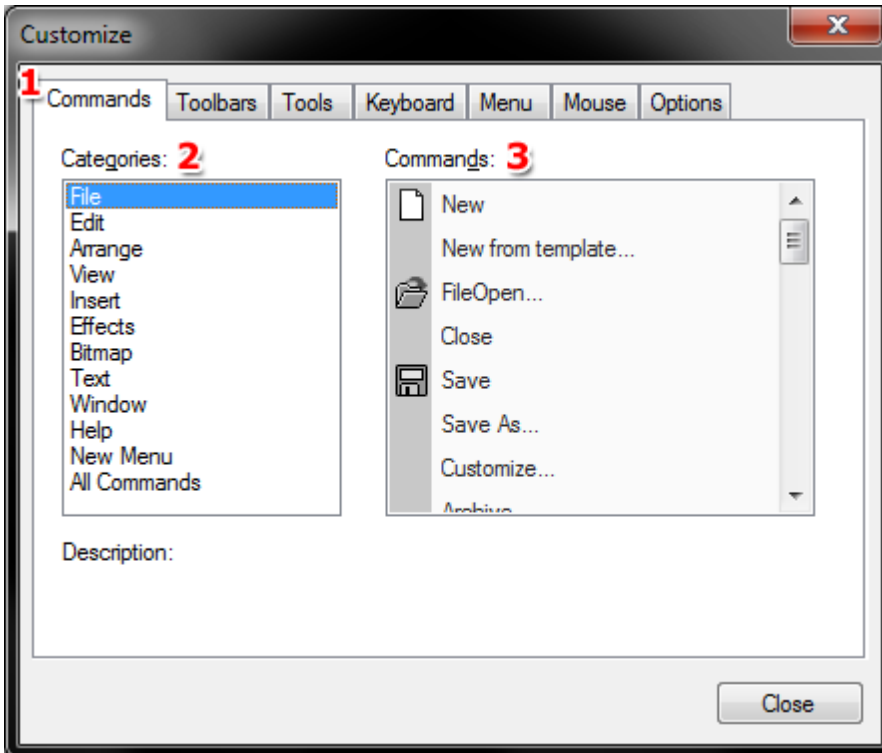 Customize
1 Commands Toolbars Tools Keyboard Menu Mouse Options
Categories: 2
File
Edit
Arrange
View
Insert
Effects
Bitmap
Text
Window
Help
New Menu
All Commands
Commands: 3
New
New from template...
FileOpen...
Close
Save
Save As...
Customize...
Archive
Description:
Close